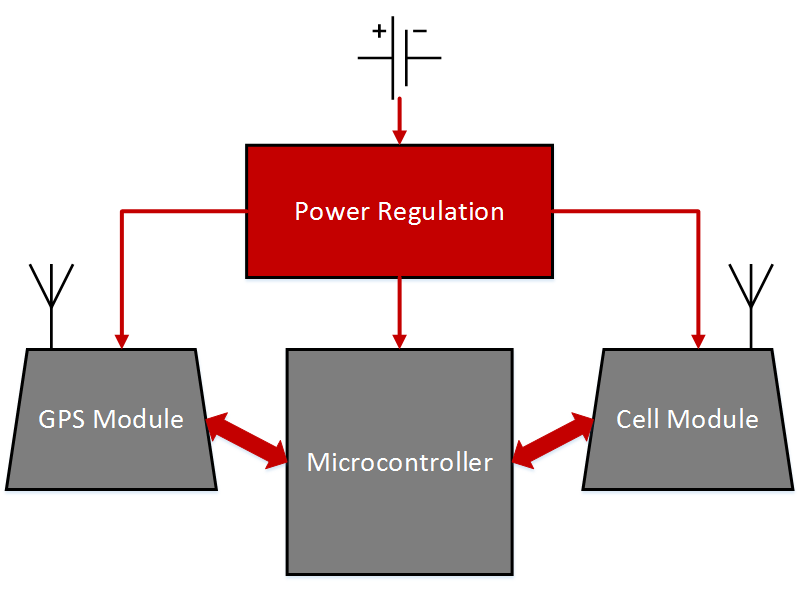 + −
Power Regulation
GPS Module
Cell Module
Microcontroller